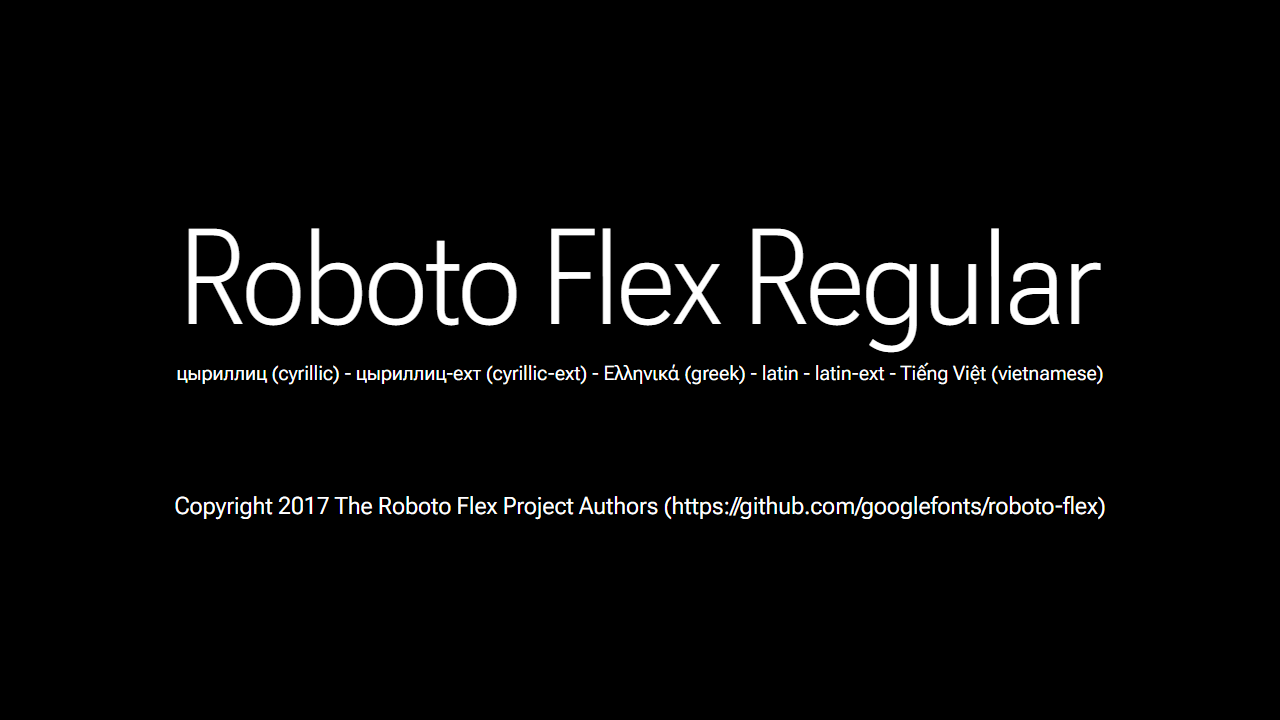 Roboto Flex Regular
цыриллиц (cyrillic) - цыриллиц-ехт (cyrillic-ext) - Ελληνικά (greek) - latin - latin-ext - Tiếng Việt (vietnamese)
Copyright 2017 The Roboto Flex Project Authors (https://github.com/googlefonts/roboto-flex)